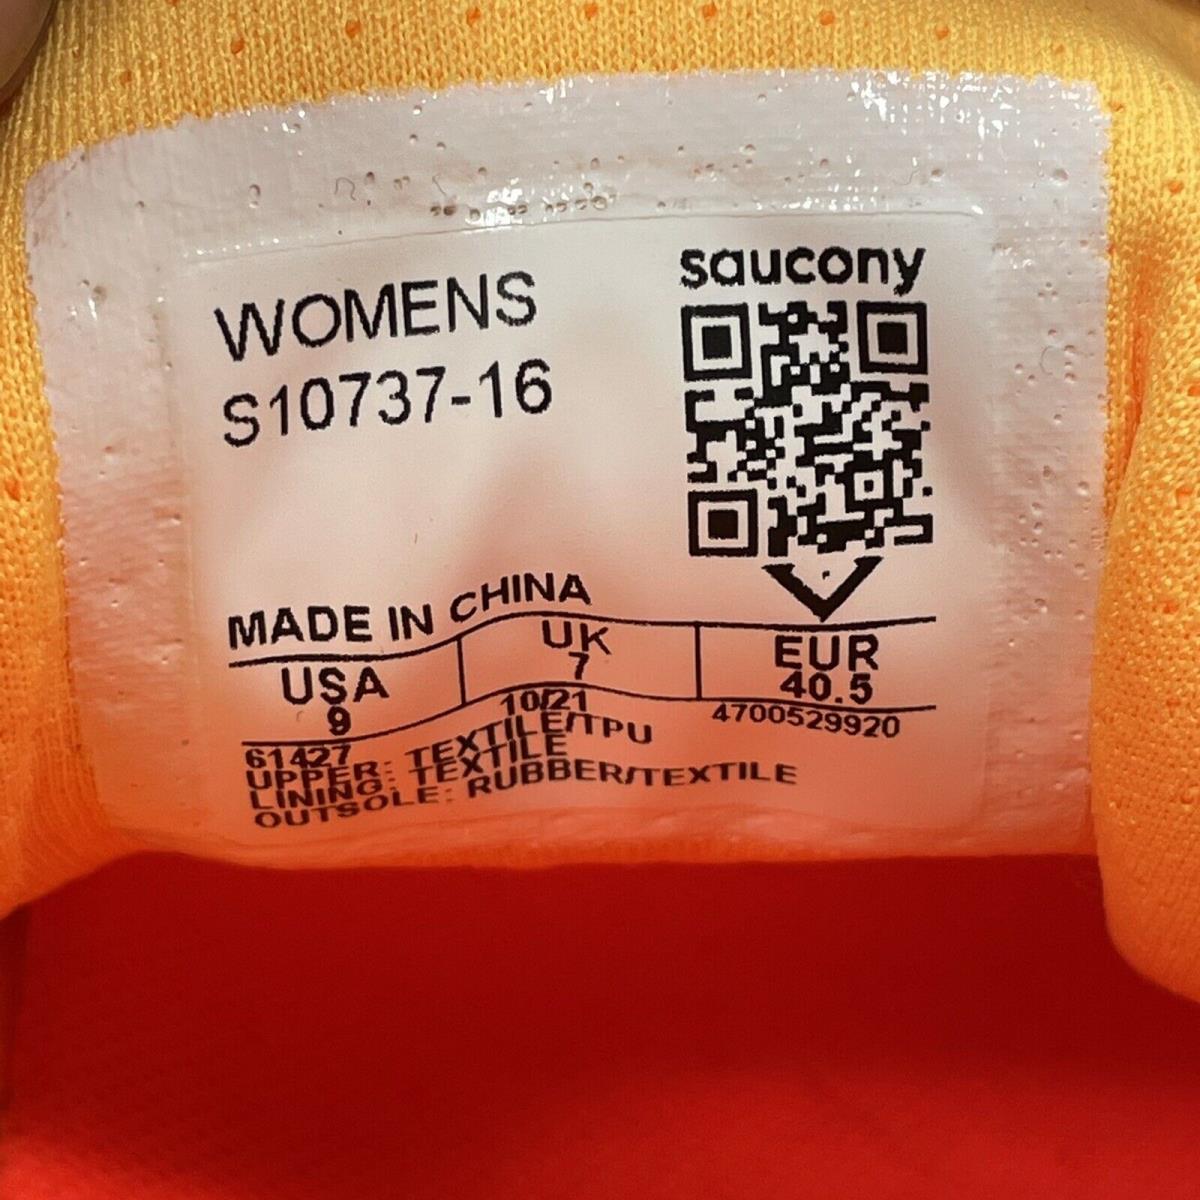 WOMENS
S10737-16
saucony
MADE IN CHINA
USA UK EUR
9 7 40.5
61427 10/21 4700529920
UPPER: TEXTILE/TPU
LINING: TEXTILE
OUTSOLE: RUBBER/TEXTILE